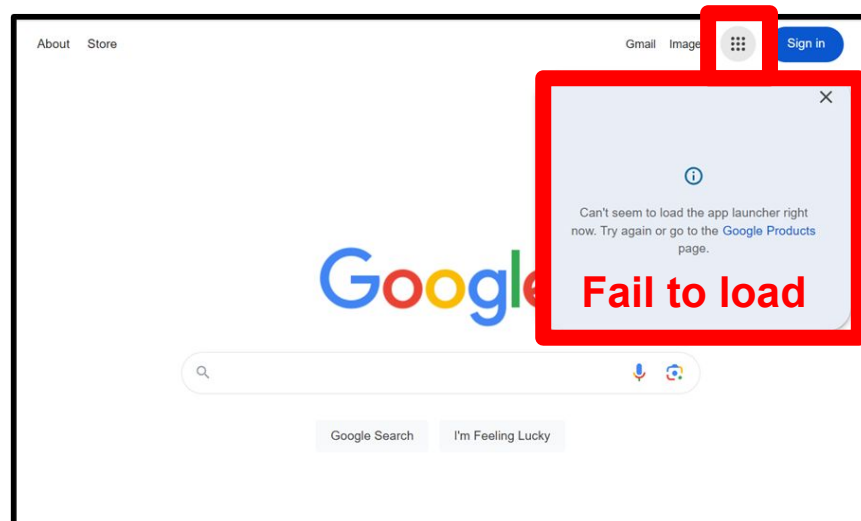 About Store
Gmail Image
Sign in
Can't seem to load the app launcher right
now. Try again or go to the Google Products
page.
Google
Fail to load
Google Search I'm Feeling Lucky